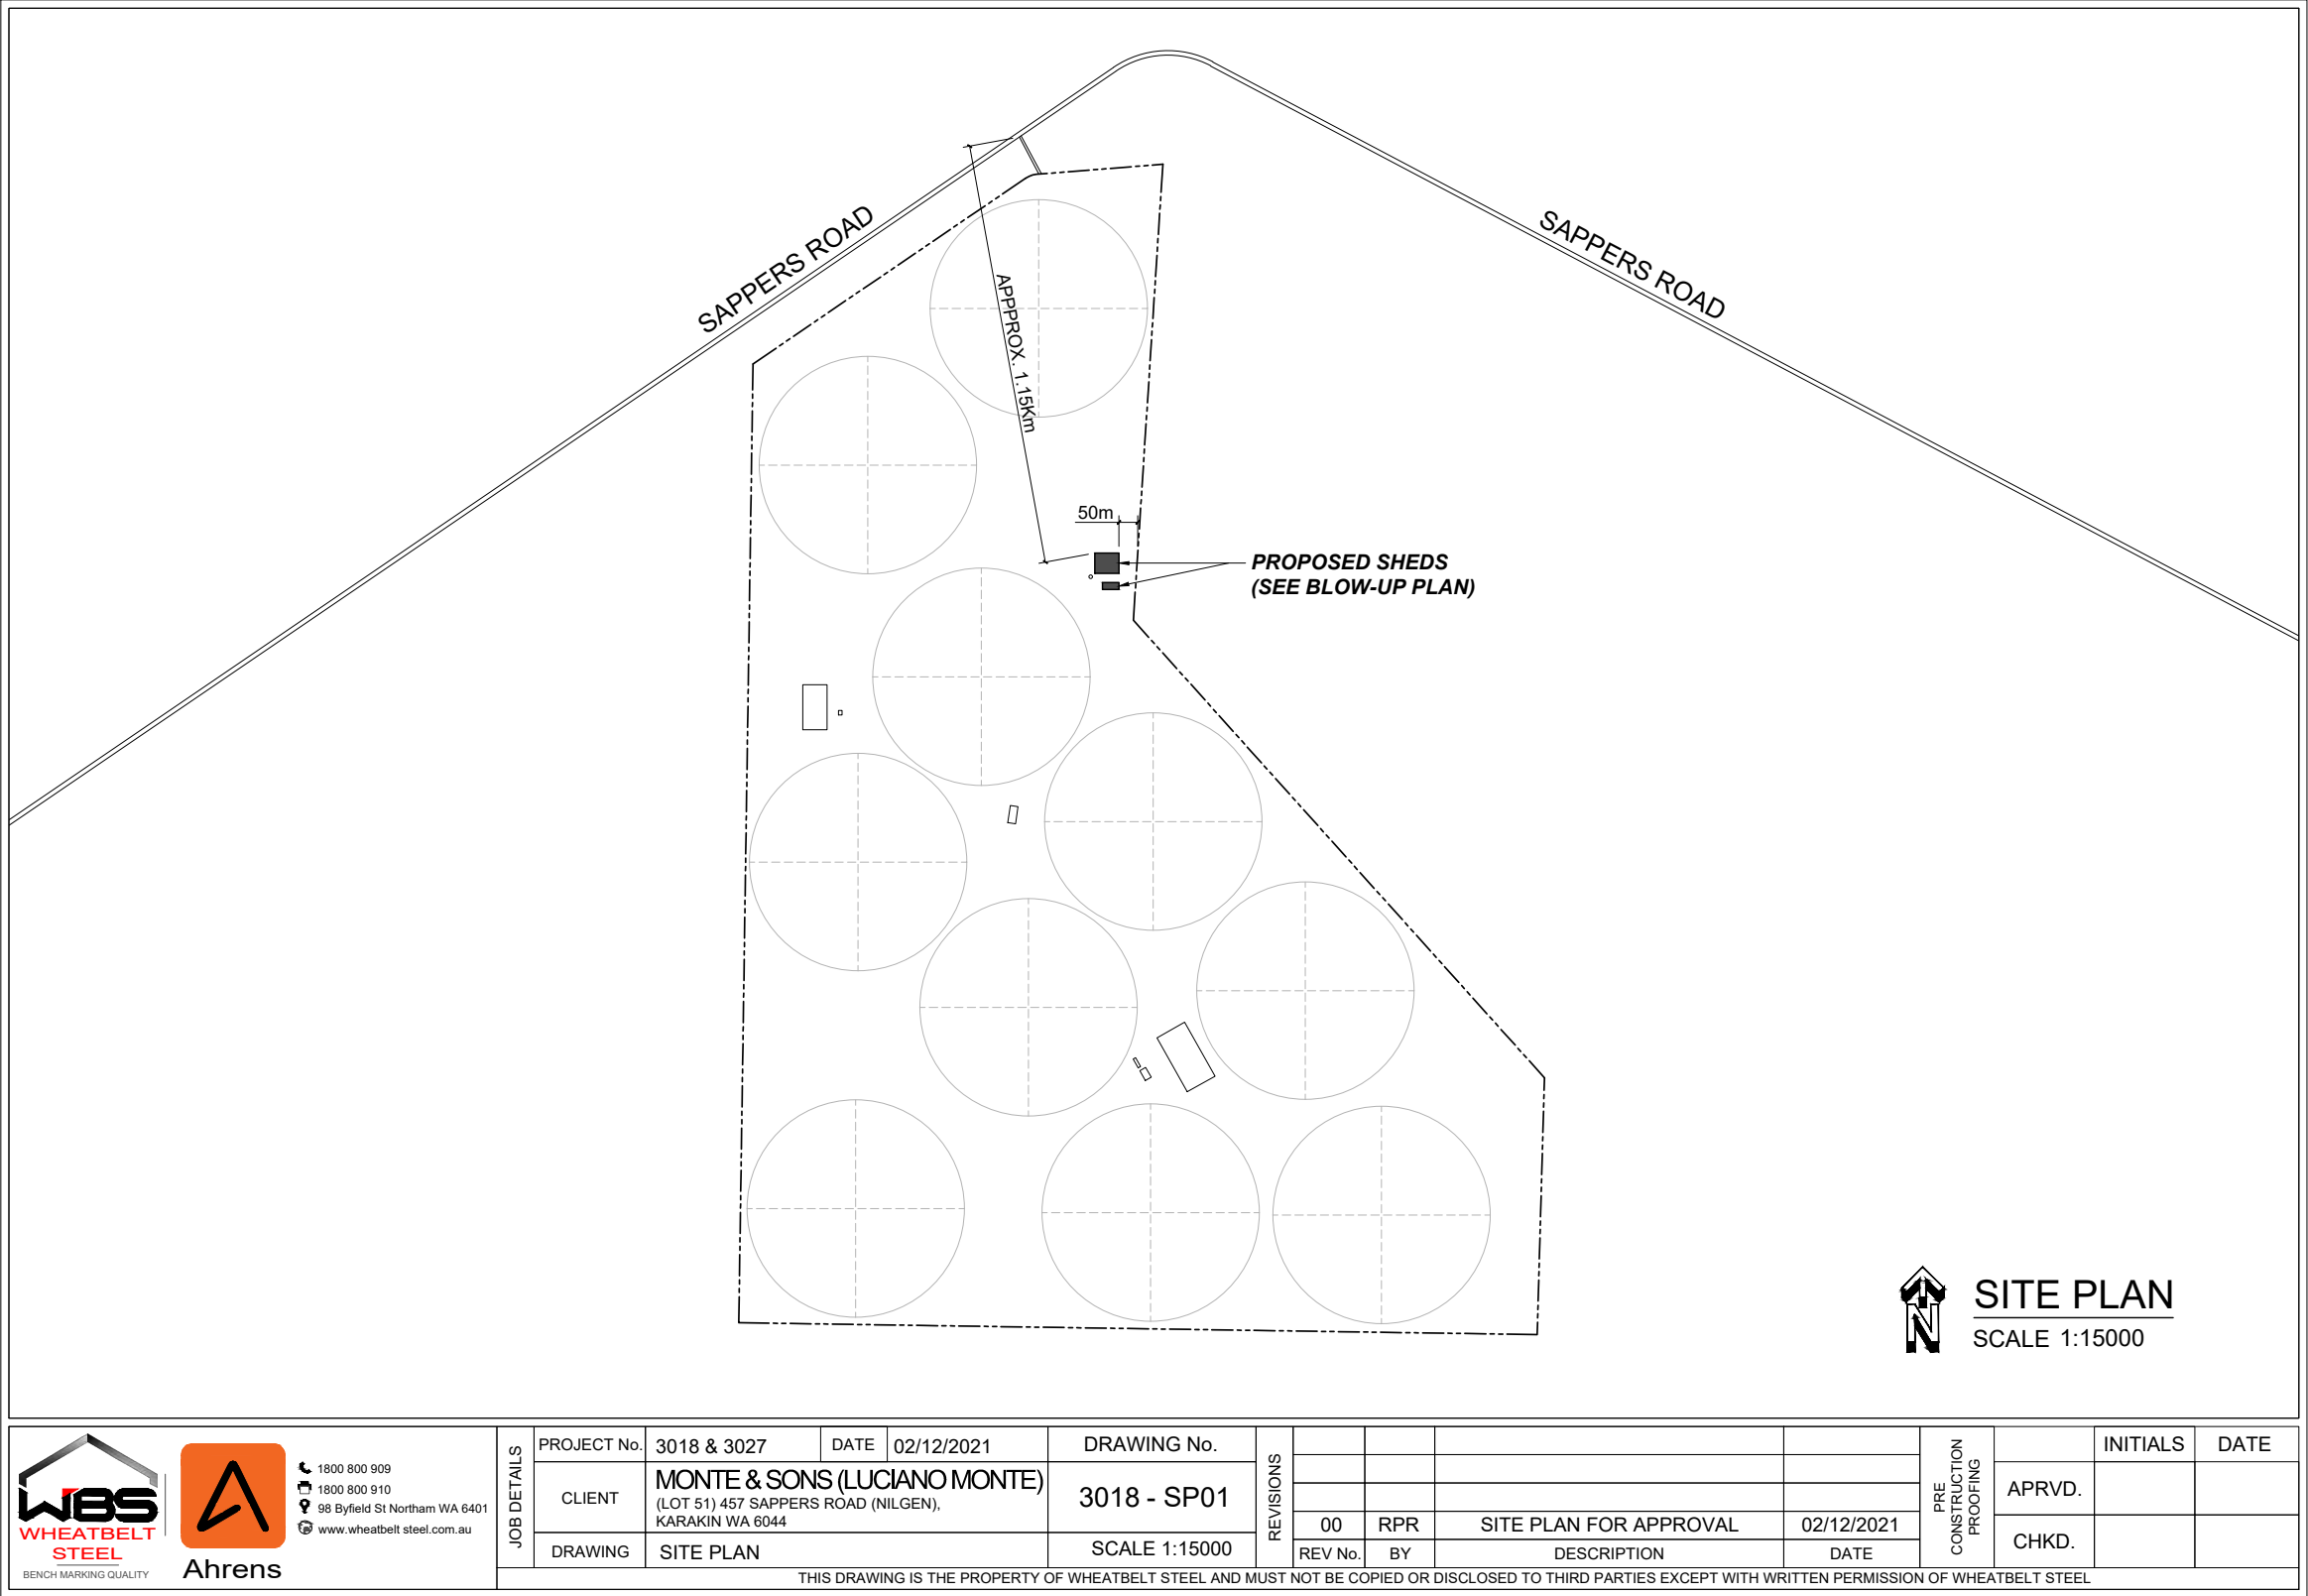 SAPPERS ROAD
SAPPERS ROAD
APPPROX. 1.15Km
50m
PROPOSED SHEDS
(SEE BLOW-UP PLAN)
N
SITE PLAN
SCALE 1:15000
WBS
WHEATBELT
STEEL
BENCH MARKING QUALITY
Ahrens
1800 800 909
1800 800 910
98 Byfield St Northam WA 6401
www.wheatbelt steel.com.au
JOB DETAILS
PROJECT No. 3018 & 3027 DATE 02/12/2021
CLIENT
MONTE & SONS (LUCIANO MONTE)
(LOT 51) 457 SAPPERS ROAD (NILGEN),
KARAKIN WA 6044
DRAWING SITE PLAN
DRAWING No.
3018 - SP01
SCALE 1:15000
REVISIONS
00 RPR SITE PLAN FOR APPROVAL 02/12/2021
REV No. BY DESCRIPTION DATE
PRE
CONSTRUCTION
PROOFING
INITIALS DATE
APRVD.
CHKD.
THIS DRAWING IS THE PROPERTY OF WHEATBELT STEEL AND MUST NOT BE COPIED OR DISCLOSED TO THIRD PARTIES EXCEPT WITH WRITTEN PERMISSION OF WHEATBELT STEEL